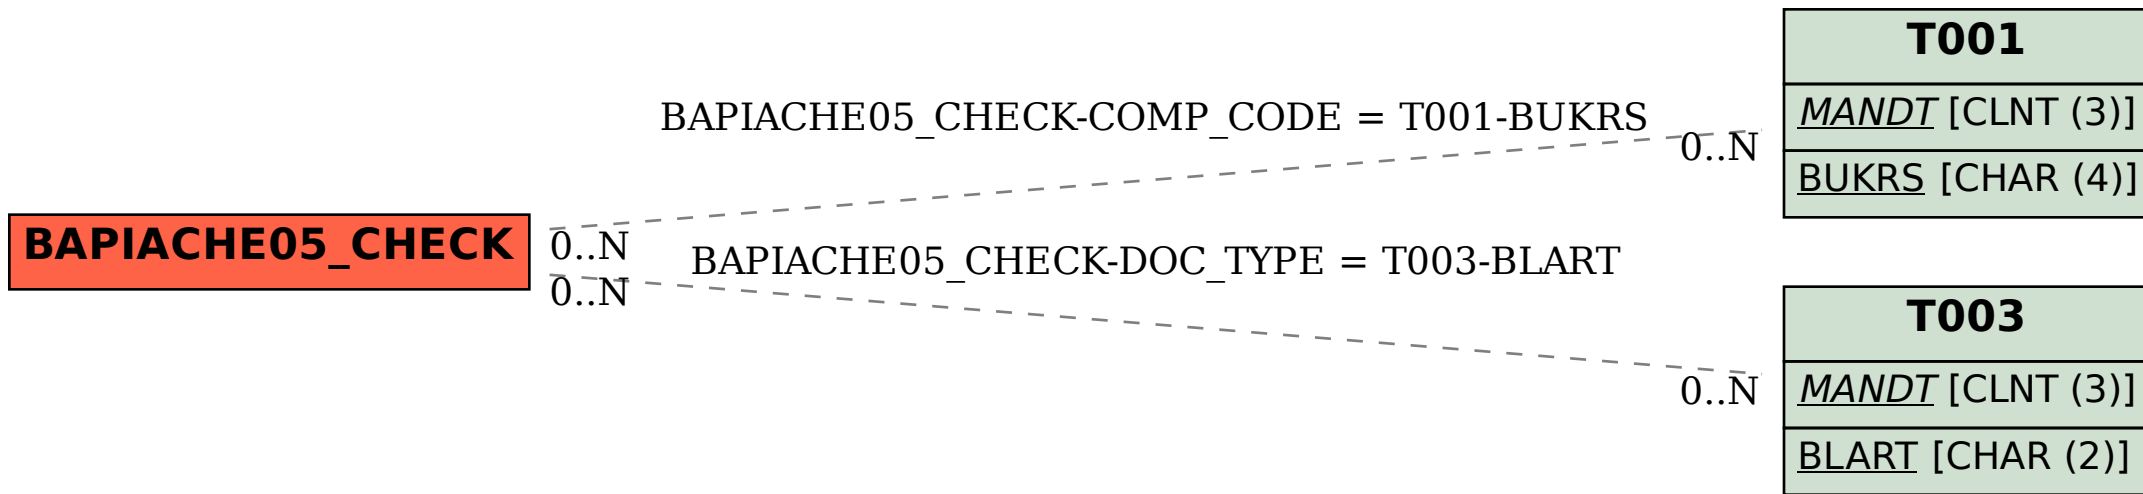 T001
MANDT [CLNT (3)]
BUKRS [CHAR (4)]
BAPIACHE05_CHECK-COMP_CODE = T001-BUKRS
0..N
BAPIACHE05_CHECK
0..N
0..N
BAPIACHE05_CHECK-DOC_TYPE = T003-BLART
0..N
T003
MANDT [CLNT (3)]
BLART [CHAR (2)]